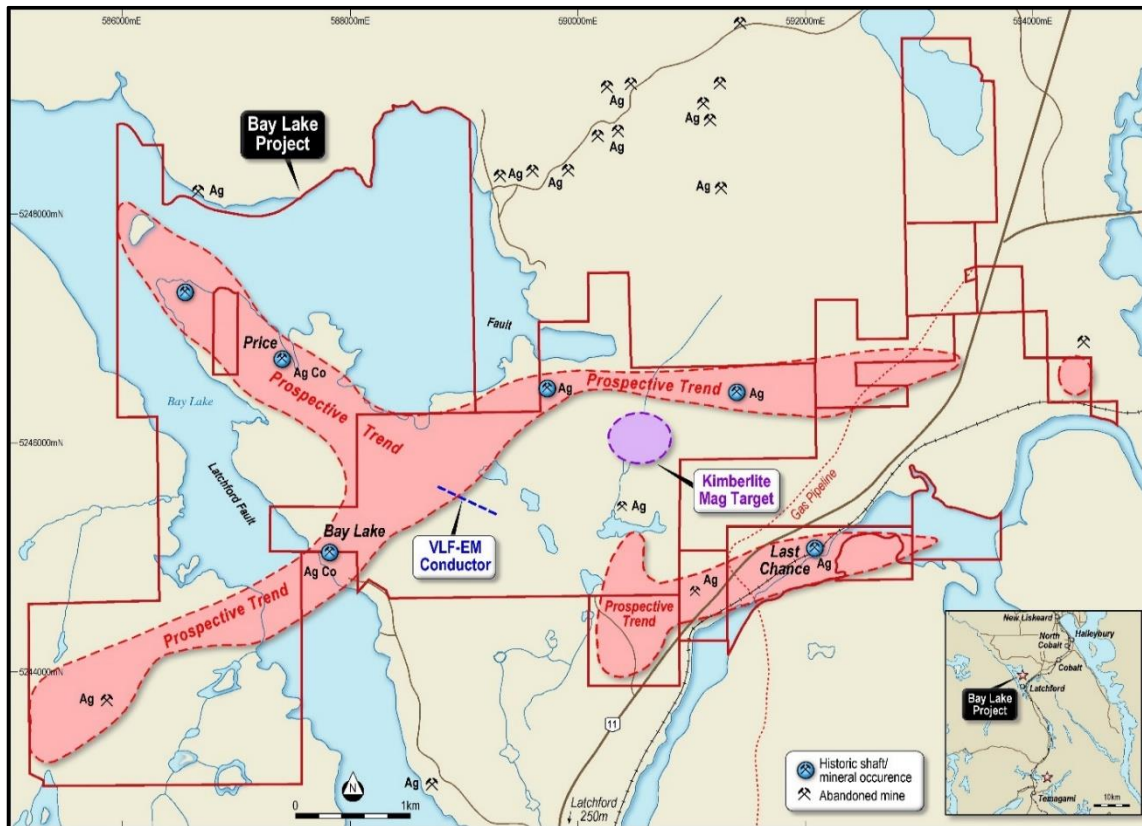 586000mE
588000mE
590000mE
592000mE
594000mE
Ag
Ag
Ag
Ag
Ag
Ag
Ag
Bay Lake
Project
5248000mN
Fault
Price
Ag Co
Prospective
Trend
Ag
Prospective Trend
Ag
Bay Lake
5246000mN
Latchford Fault
Kimberlite
Mag Target
Gas Pipeline
Ag
Bay Lake
Ag Co
VLF-EM
Conductor
Last
Chance
Ag
Ag
Prospective Trend
Prospective
Trend
5244000mN
Ag
Ag
11
N
0
1km
Latchford
250m
Historic shaft/
mineral occurence
Abandoned mine
New Liskeard
North
Cobalt
Haileybury
Cobalt
Latchford
Bay Lake
Project
Temagami
10km